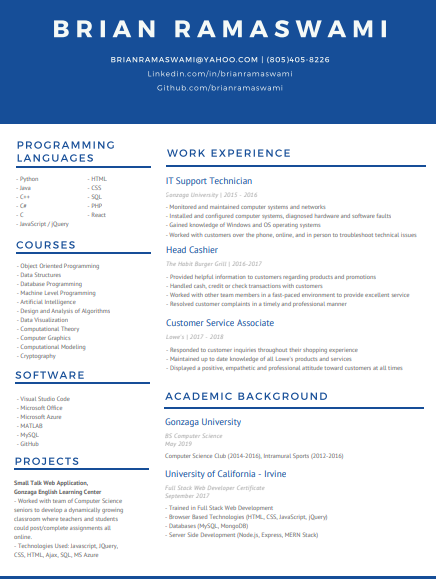 BRIAN RAMASWAMI
BRIANRAMASWAMI@YAHOO.COM | (805)405-8226
Linkedin.com/in/brianramaswami
Github.com/brianramaswami
PROGRAMMING
LANGUAGES
- Python
- Java
- C++
- C#
- C
- JavaScript / jQuery
- HTML
- CSS
- SQL
- PHP
- React
COURSES
- Object Oriented Programming
- Data Structures
- Database Programming
- Machine Level Programming
- Artificial Intelligence
- Design and Analysis of Algorithms
- Data Visualization
- Computational Theory
- Computer Graphics
- Computational Modeling
- Cryptography
SOFTWARE
- Visual Studio Code
- Microsoft Office
- Microsoft Azure
- MATLAB
- MySQL
- GitHub
PROJECTS
Small Talk Web Application,
Gonzaga English Learning Center
- Worked with team of Computer Science
seniors to develop a dynamically growing
classroom where teachers and students
could post/complete assignments all
online.
- Technologies Used: Javascript, JQuery,
CSS, HTML, Ajax, SQL, MS Azure
WORK EXPERIENCE
IT Support Technician
Gonzaga University | 2015 - 2016
- Monitored and maintained computer systems and networks
- Installed and configured computer systems, diagnosed hardware and software faults
- Gained knowledge of Windows and OS operating systems
- Worked with customers over the phone, online, and in person to troubleshoot technical issues
Head Cashier
The Habit Burger Grill | 2016-2017
- Provided helpful information to customers regarding products and promotions
- Handled cash, credit or check transactions with customers
- Worked with other team members in a fast-paced environment to provide excellent service
- Resolved customer complaints in a timely and professional manner
Customer Service Associate
Lowe's | 2017 - 2018
- Responded to customer inquiries throughout their shopping experience
- Maintained up to date knowledge of all Lowe's products and services
- Displayed a positive, empathetic and professional attitude toward customers at all times
ACADEMIC BACKGROUND
Gonzaga University
BS Computer Science
May 2019
Computer Science Club (2014-2016), Intramural Sports (2012-2016)
University of California - Irvine
Full Stack Web Developer Certificate
September 2017
- Trained in Full Stack Web Development
- Browser Based Technologies (HTML, CSS, JavaScript, jQuery)
- Databases (MySQL, MongoDB)
- Server Side Development (Node.js, Express, MERN Stack)